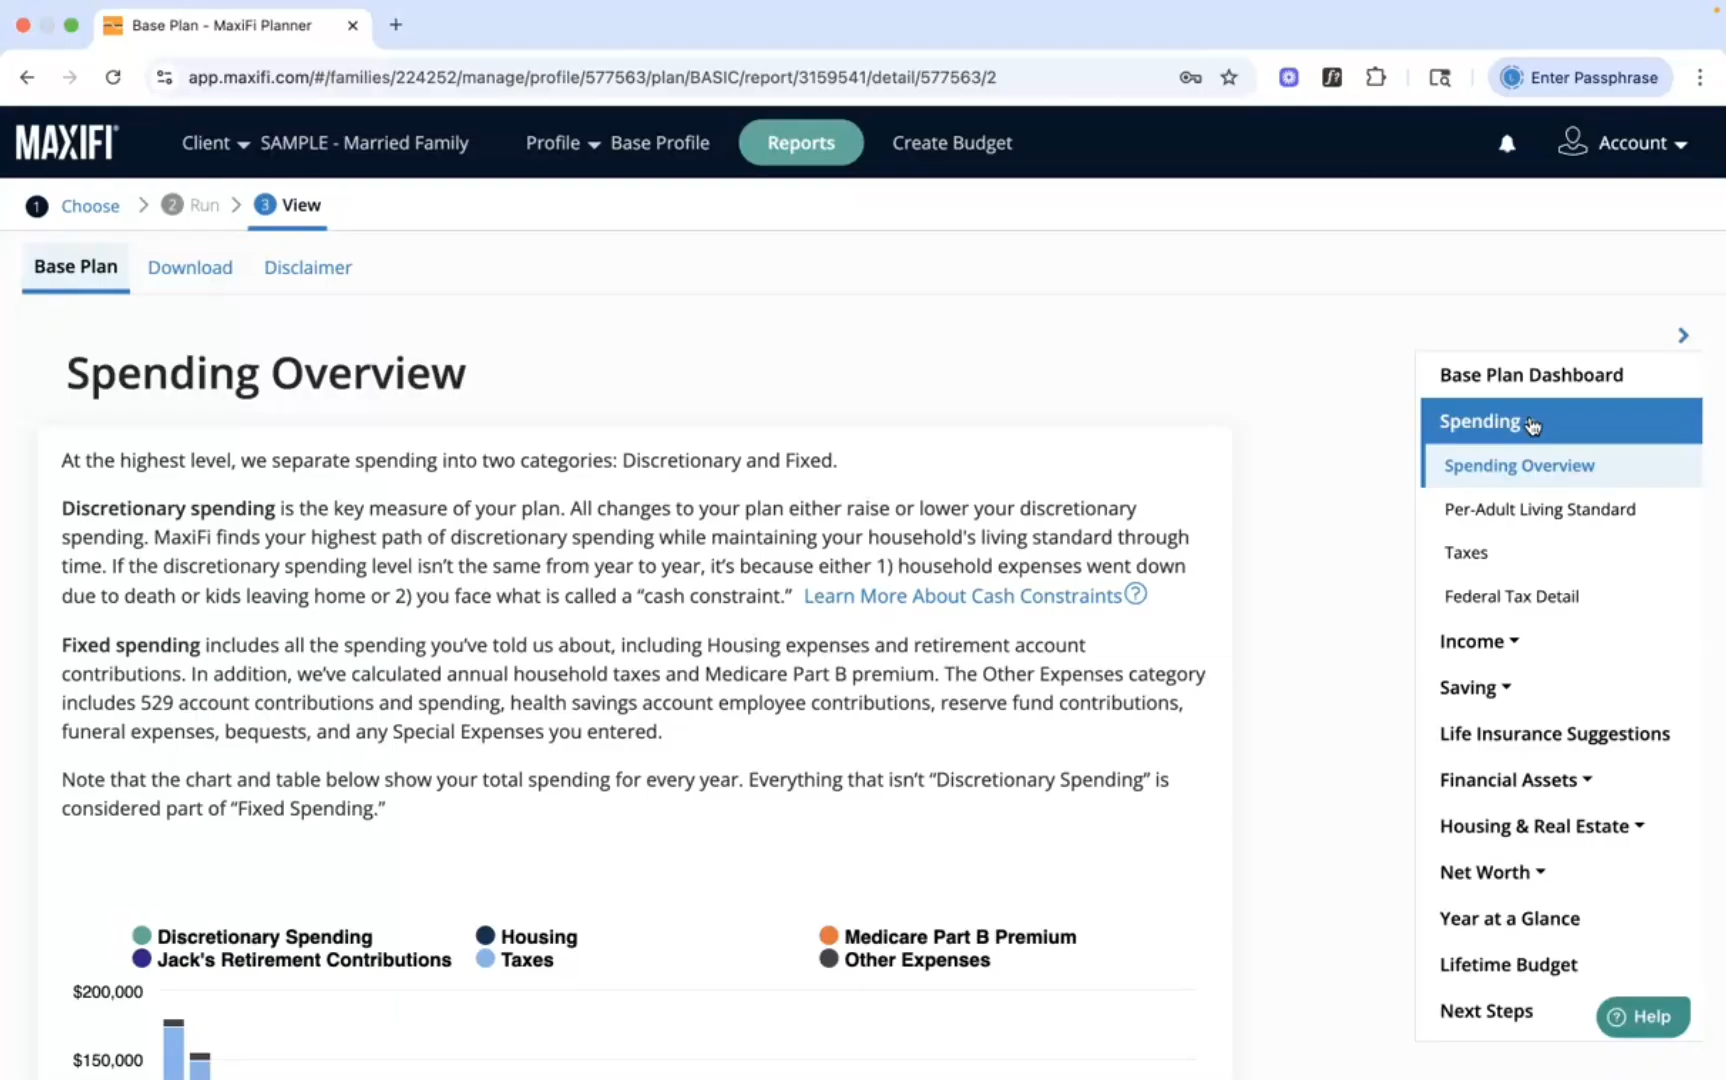 Base Plan - MaxiFi Planner
app.maxifi.com/#/families/224252/manage/profile/577563/plan/BASIC/report/3159541/detail/577563/2
Enter Passphrase
MAXIFI
Client
SAMPLE - Married Family
Profile
Base Profile
Reports
Create Budget
Account
1 Choose
2 Run
3 View
Base Plan
Download
Disclaimer
Spending Overview
At the highest level, we separate spending into two categories: Discretionary and Fixed.
Discretionary spending is the key measure of your plan. All changes to your plan either raise or lower your discretionary
spending. MaxiFi finds your highest path of discretionary spending while maintaining your household's living standard through
time. If the discretionary spending level isn't the same from year to year, it's because either 1) household expenses went down
due to death or kids leaving home or 2) you face what is called a “cash constraint.” Learn More About Cash Constraints?
Fixed spending includes all the spending you've told us about, including Housing expenses and retirement account
contributions. In addition, we've calculated annual household taxes and Medicare Part B premium. The Other Expenses category
includes 529 account contributions and spending, health savings account employee contributions, reserve fund contributions,
funeral expenses, bequests, and any Special Expenses you entered.
Note that the chart and table below show your total spending for every year. Everything that isn't “Discretionary Spending” is
considered part of “Fixed Spending.”
Discretionary Spending
Housing
Medicare Part B Premium
Jack's Retirement Contributions
Taxes
Other Expenses
$200,000
$150,000
Base Plan Dashboard
Spending
Spending Overview
Per-Adult Living Standard
Taxes
Federal Tax Detail
Income
Saving
Life Insurance Suggestions
Financial Assets
Housing & Real Estate
Net Worth
Year at a Glance
Lifetime Budget
Next Steps
? Help